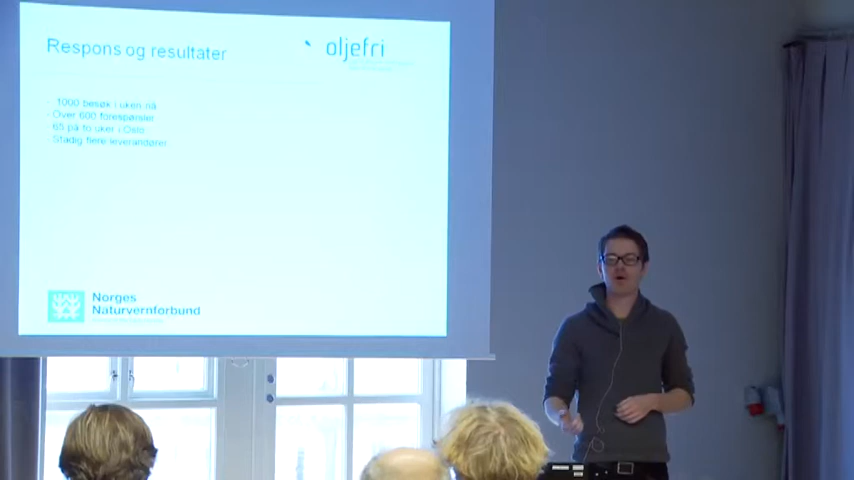 Respons og resultater
oljefri
- 1000 besøk i uken nå
- Over 600 forespørsler
65 på to uker i Oslo
- Stadig flere leverandører
Norges
Naturvernforbund